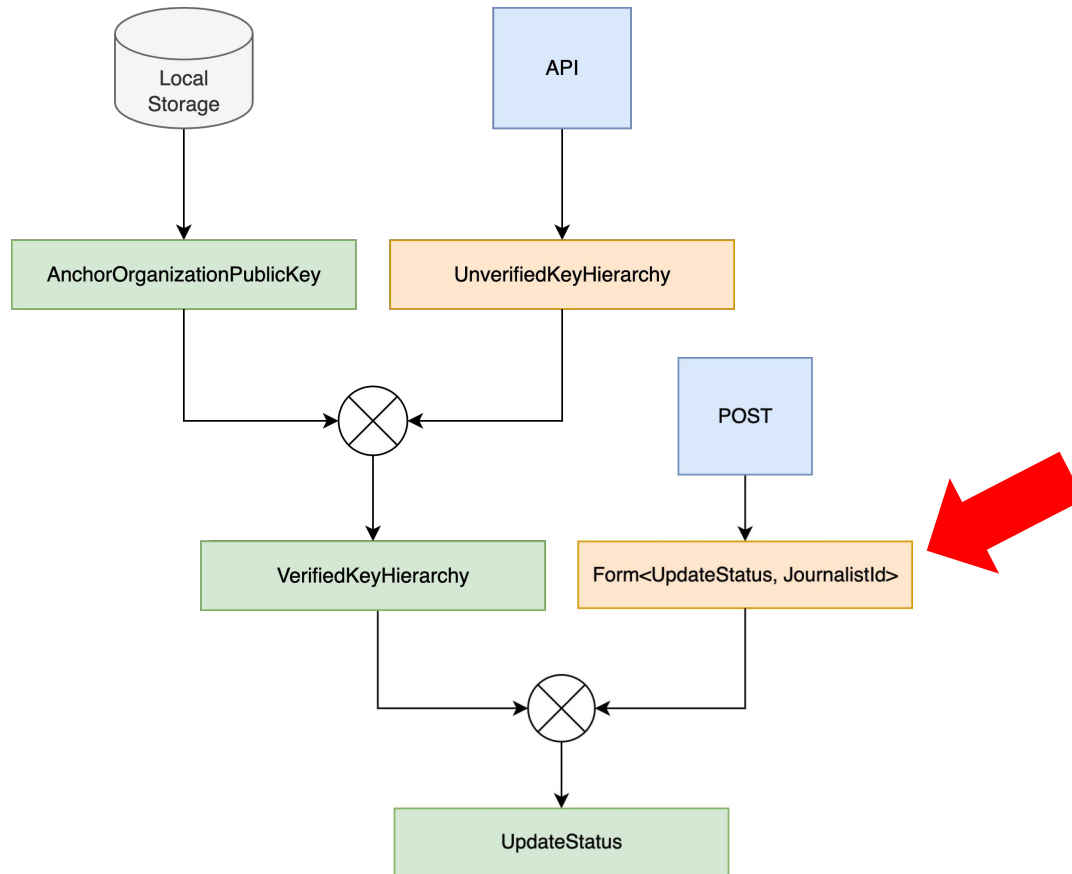 Local
Storage
API
AnchorOrganizationPublicKey
UnverifiedKeyHierarchy
POST
VerifiedKeyHierarchy
Form<UpdateStatus, JournalistId>
UpdateStatus